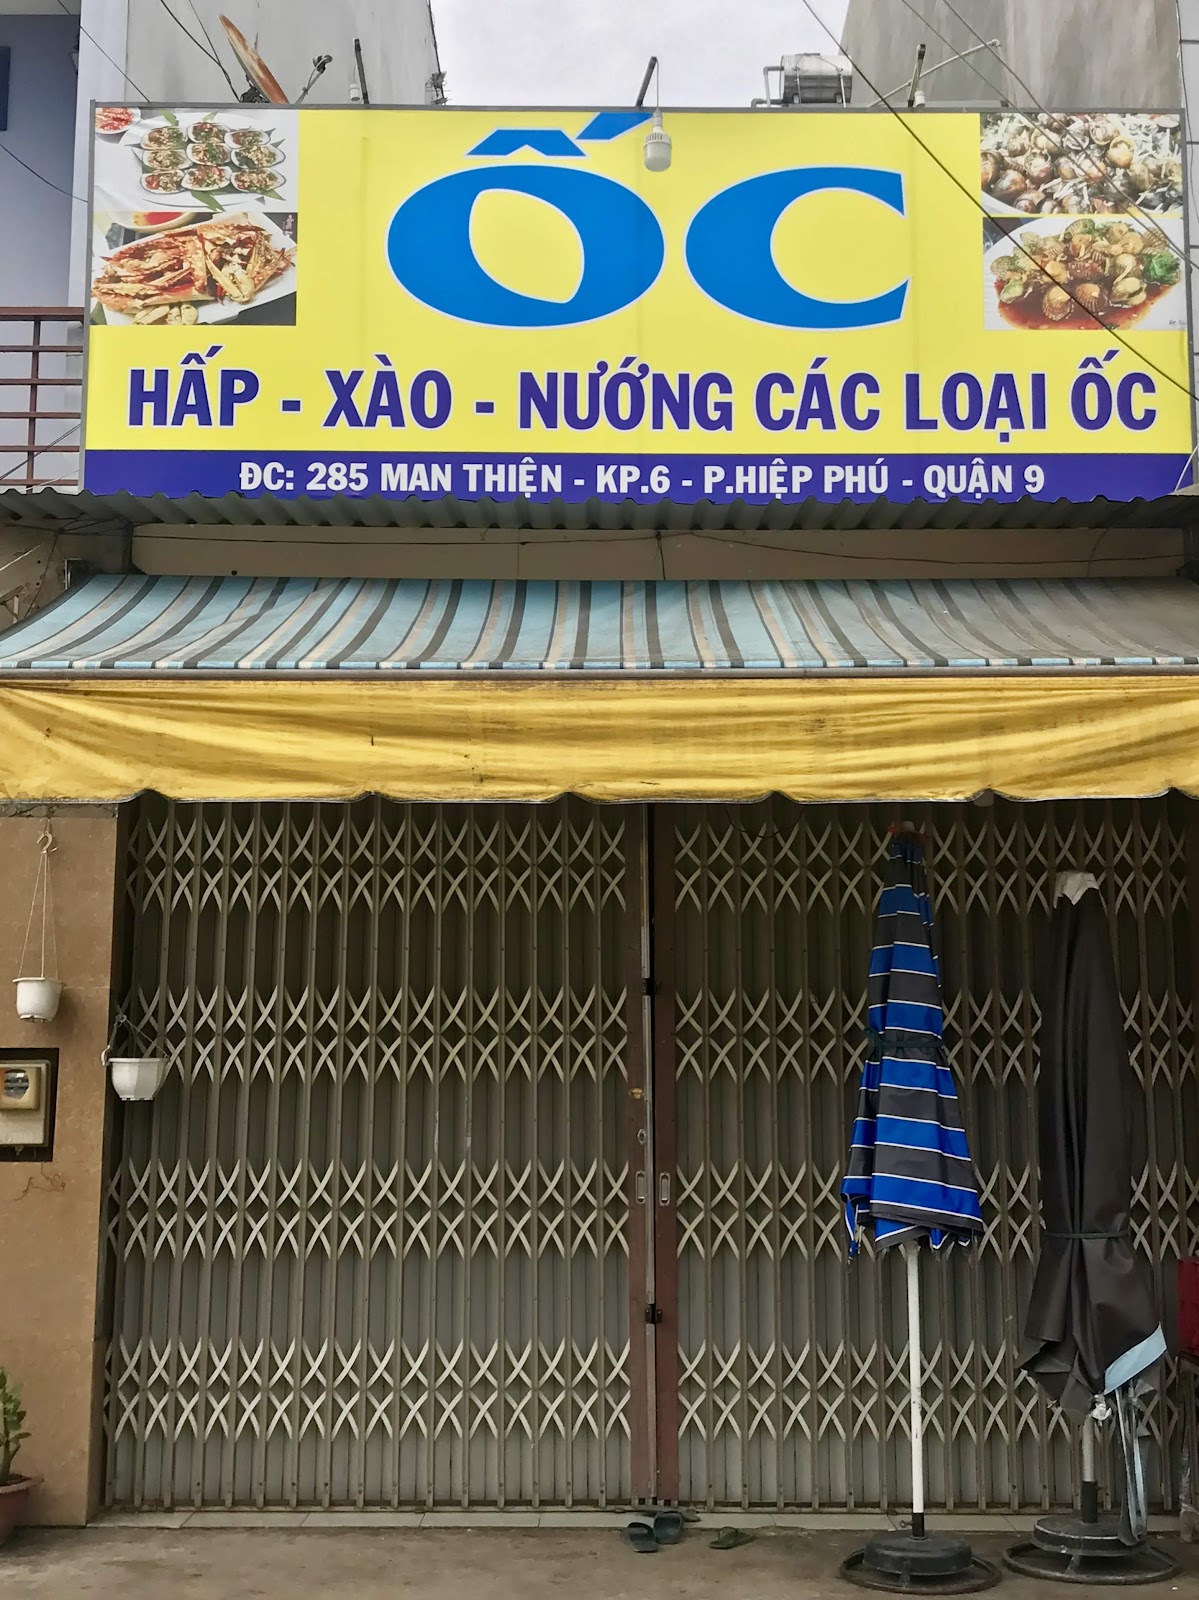 ỐC
HẤP - XÀO - NƯỚNG CÁC LOẠI ỐC
ĐC: 285 MAN THIỆN - KP.6 - P.HIỆP PHÚ - QUẬN 9